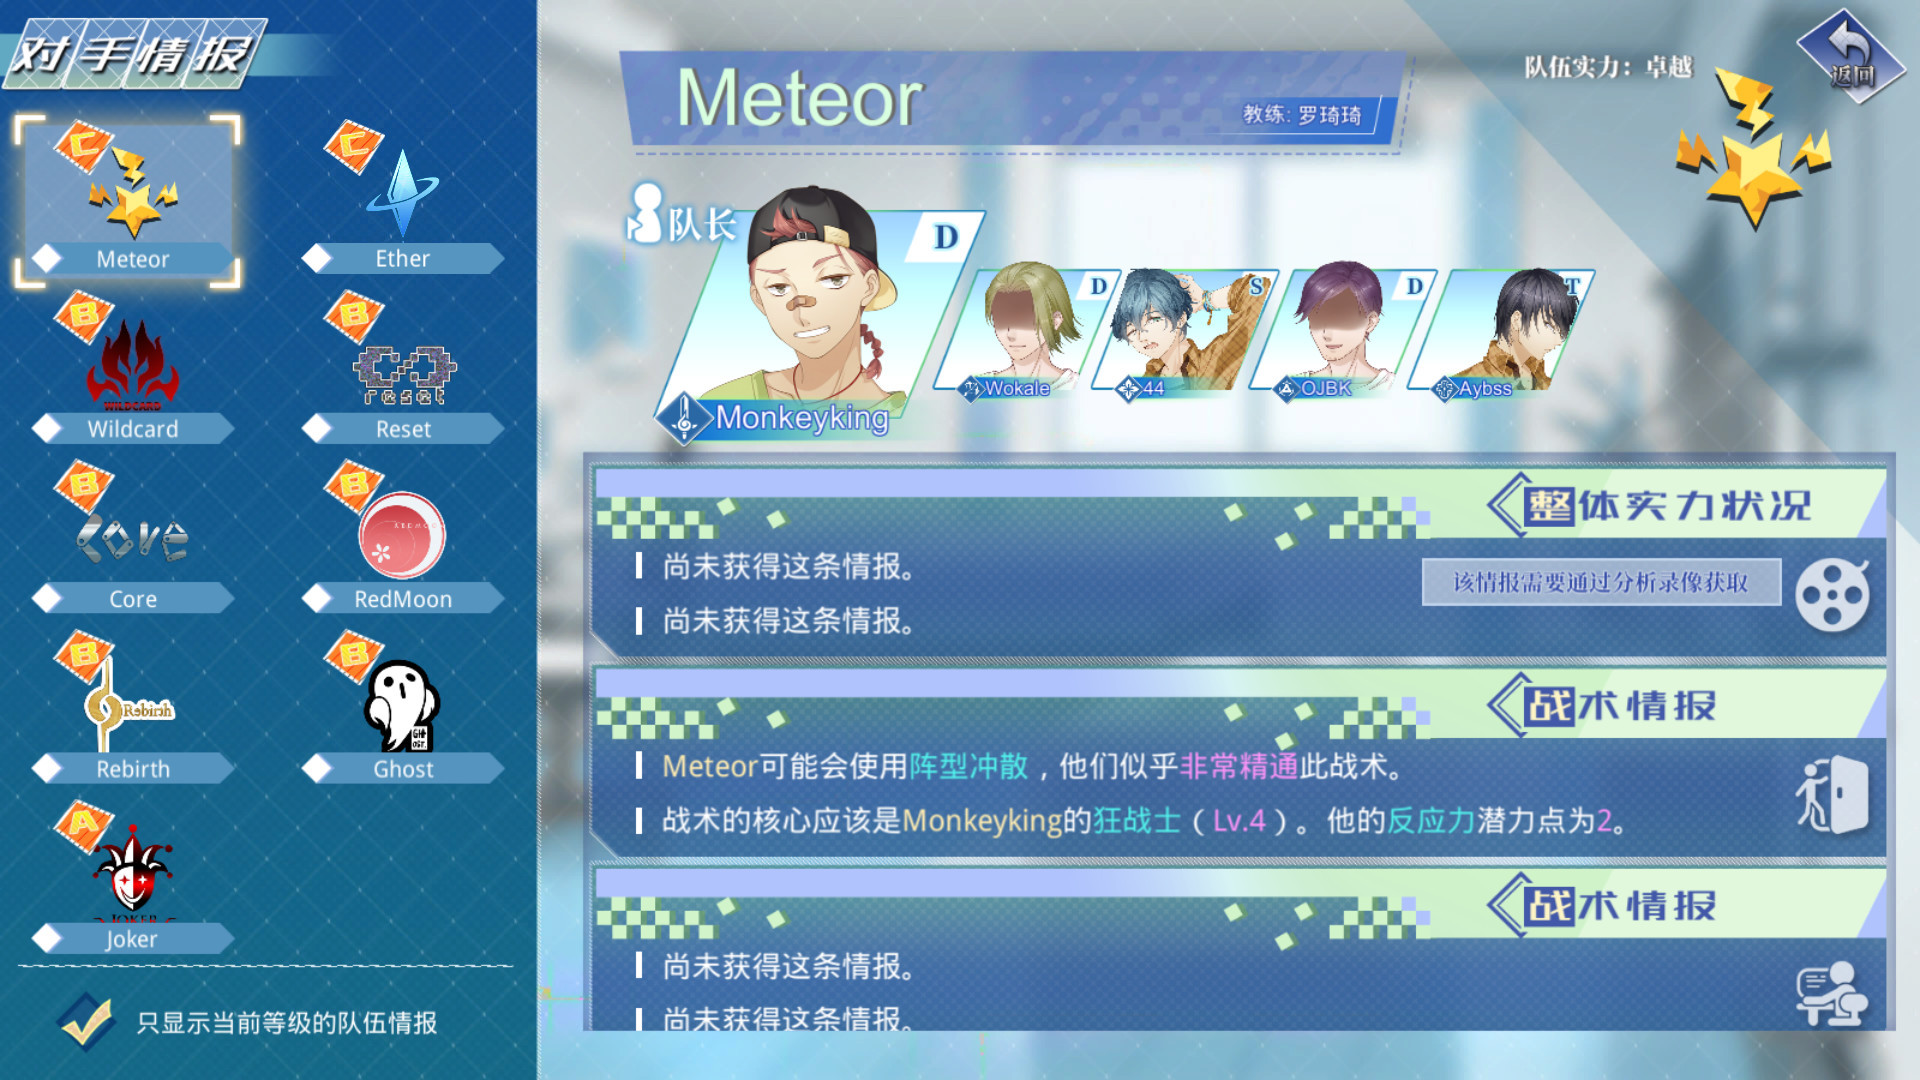 对手情报
C
Meteor
C
Ether
B
WILDCARD
Wildcard
B
reset
Reset
B
Core
Core
B
REDMOON
RedMoon
B
Rebirth
Rebirth
B
GHOST.
Ghost
A
JOKER
Joker
只显示当前等级的队伍情报
Meteor
教练: 罗琦琦
队伍实力: 卓越
返回
队长
D
Monkeyking
D
Wokale
S
44
D
OJBK
T
Aybss
整体实力状况
尚未获得这条情报。
尚未获得这条情报。
该情报需要通过分析录像获取
战术情报
Meteor可能会使用阵型冲散，他们似乎非常精通此战术。
战术的核心应该是Monkeyking的狂战士（Lv.4）。他的反应力潜力点为2。
战术情报
尚未获得这条情报。
尚未获得这条情报。